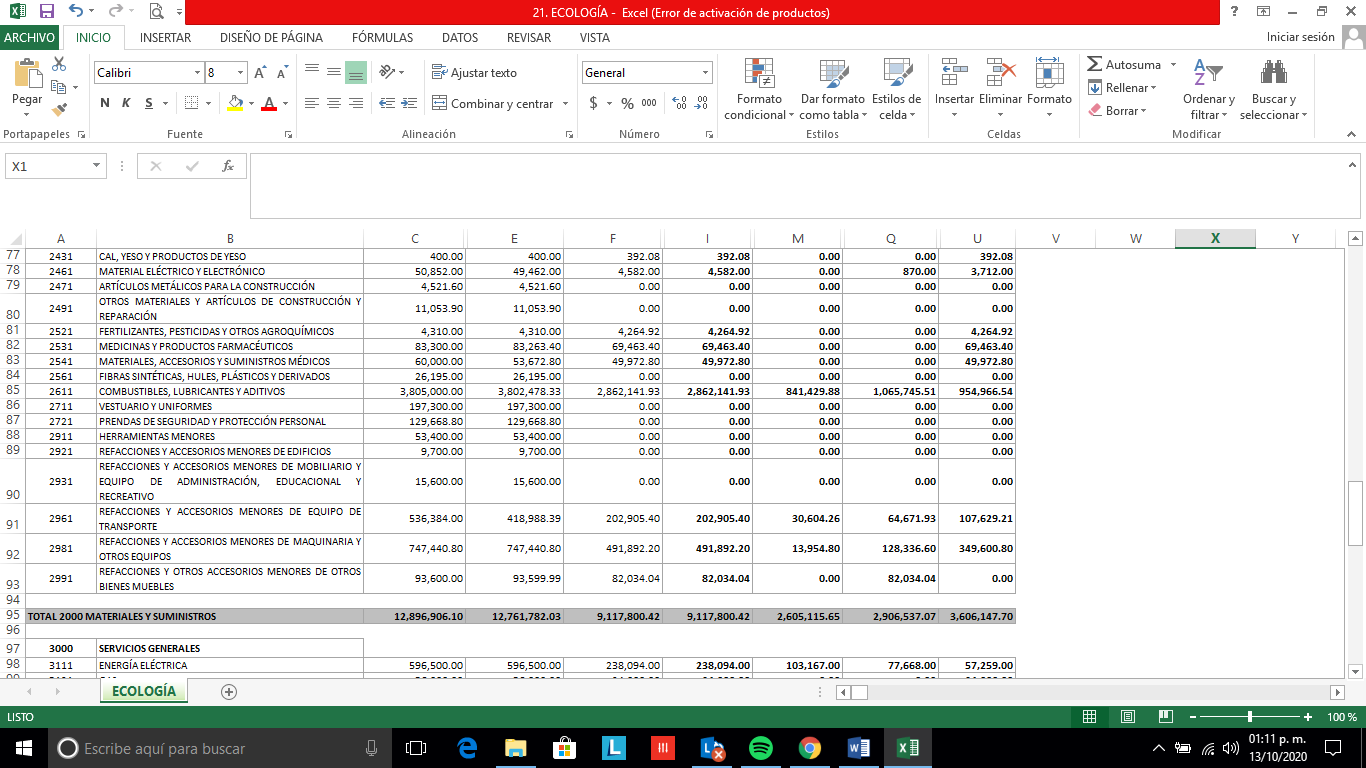 21. ECOLOGÍA - Excel (Error de activación de productos)
ARCHIVO INICIO INSERTAR DISEÑO DE PÁGINA FÓRMULAS DATOS REVISAR VISTA Iniciar sesión
Pegar
Calibri 8
N K S
Ajustar texto
Combinar y centrar
General
$ % 000
Formato condicional
Dar formato como tabla
Estilos de celda
Insertar Eliminar Formato
Autosuma
Rellenar
Borrar
Ordenar y filtrar
Buscar y seleccionar
Portapapeles Fuente Alineación Número Estilos Celdas Modificar
X1 fx
A B C E F I M Q U V W X Y
77 2431 CAL, YESO Y PRODUCTOS DE YESO 400.00 400.00 392.08 392.08 0.00 0.00 392.08
78 2461 MATERIAL ELÉCTRICO Y ELECTRÓNICO 50,852.00 49,462.00 4,582.00 4,582.00 0.00 870.00 3,712.00
79 2471 ARTÍCULOS METÁLICOS PARA LA CONSTRUCCIÓN 4,521.60 4,521.60 0.00 0.00 0.00 0.00 0.00
OTROS MATERIALES Y ARTÍCULOS DE CONSTRUCCIÓN Y
80 2491 REPARACIÓN 11,053.90 11,053.90 0.00 0.00 0.00 0.00 0.00
81 2521 FERTILIZANTES, PESTICIDAS Y OTROS AGROQUÍMICOS 4,310.00 4,310.00 4,264.92 4,264.92 0.00 0.00 4,264.92
82 2531 MEDICINAS Y PRODUCTOS FARMACÉUTICOS 83,300.00 83,263.40 69,463.40 69,463.40 0.00 0.00 69,463.40
83 2541 MATERIALES, ACCESORIOS Y SUMINISTROS MÉDICOS 60,000.00 53,672.80 49,972.80 49,972.80 0.00 0.00 49,972.80
84 2561 FIBRAS SINTÉTICAS, HULES, PLÁSTICOS Y DERIVADOS 26,195.00 26,195.00 0.00 0.00 0.00 0.00 0.00
85 2611 COMBUSTIBLES, LUBRICANTES Y ADITIVOS 3,805,000.00 3,802,478.33 2,862,141.93 2,862,141.93 841,429.88 1,065,745.51 954,966.54
86 2711 VESTUARIO Y UNIFORMES 197,300.00 197,300.00 0.00 0.00 0.00 0.00 0.00
87 2721 PRENDAS DE SEGURIDAD Y PROTECCIÓN PERSONAL 129,668.80 129,668.80 0.00 0.00 0.00 0.00 0.00
88 2911 HERRAMIENTAS MENORES 53,400.00 53,400.00 0.00 0.00 0.00 0.00 0.00
89 2921 REFACCIONES Y ACCESORIOS MENORES DE EDIFICIOS 9,700.00 9,700.00 0.00 0.00 0.00 0.00 0.00
REFACCIONES Y ACCESORIOS MENORES DE MOBILIARIO Y
2931 EQUIPO DE ADMINISTRACIÓN, EDUCACIONAL Y 15,600.00 15,600.00 0.00 0.00 0.00 0.00 0.00
90 RECREATIVO
REFACCIONES Y ACCESORIOS MENORES DE EQUIPO DE
91 2961 TRANSPORTE 536,384.00 418,988.39 202,905.40 202,905.40 30,604.26 64,671.93 107,629.21
REFACCIONES Y ACCESORIOS MENORES DE MAQUINARIA Y
92 2981 OTROS EQUIPOS 747,440.80 747,440.80 491,892.20 491,892.20 13,954.80 128,336.60 349,600.80
REFACCIONES Y OTROS ACCESORIOS MENORES DE OTROS
93 2991 BIENES MUEBLES 93,600.00 93,599.99 82,034.04 82,034.04 0.00 82,034.04 0.00
94
95 TOTAL 2000 MATERIALES Y SUMINISTROS 12,896,906.10 12,761,782.03 9,117,800.42 9,117,800.42 2,605,115.65 2,906,537.07 3,606,147.70
96
97 3000 SERVICIOS GENERALES
98 3111 ENERGÍA ELÉCTRICA 596,500.00 596,500.00 238,094.00 238,094.00 103,167.00 77,668.00 57,259.00
ECOLOGÍA
LISTO 100 %
Escribe aquí para buscar
01:11 p. m.
13/10/2020